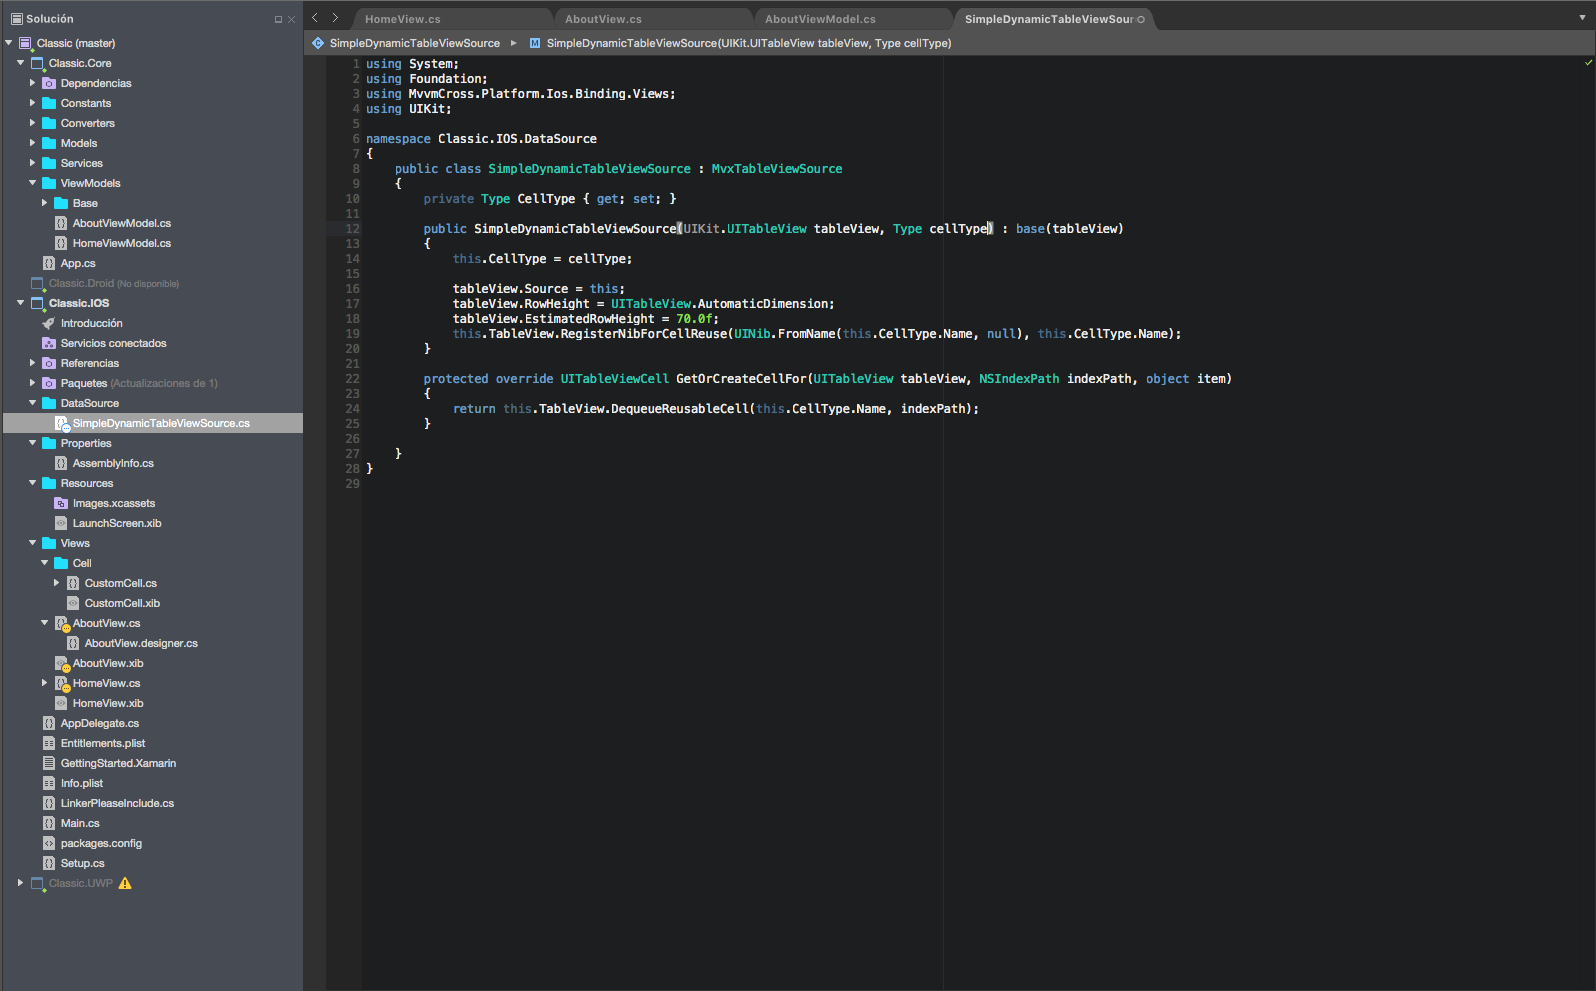 Solución
Classic (master)
Classic.Core
Dependencias
Constants
Converters
Models
Services
ViewModels
Base
AboutViewModel.cs
HomeViewModel.cs
App.cs
Classic.Droid (No disponible)
Classic.IOS
Introducción
Servicios conectados
Referencias
Paquetes (Actualizaciones de 1)
DataSource
SimpleDynamicTableViewSource.cs
Properties
AssemblyInfo.cs
Resources
Images.xcassets
LaunchScreen.xib
Views
Cell
CustomCell.cs
CustomCell.xib
AboutView.cs
AboutView.designer.cs
AboutView.xib
HomeView.cs
HomeView.xib
AppDelegate.cs
Entitlements.plist
GettingStarted.Xamarin
Info.plist
LinkerPleaseInclude.cs
Main.cs
packages.config
Setup.cs
Classic.UWP
HomeView.cs AboutView.cs AboutViewModel.cs SimpleDynamicTableViewSour
C SimpleDynamicTableViewSource M SimpleDynamicTableViewSource(UIKit.UITableView tableView, Type cellType)
1 using System;
2 using Foundation;
3 using MvvmCross.Platform.Ios.Binding.Views;
4 using UIKit;
5
6 namespace Classic.IOS.DataSource
7 {
8 public class SimpleDynamicTableViewSource : MvxTableViewSource
9 {
10 private Type CellType { get; set; }
11
12 public SimpleDynamicTableViewSource(UIKit.UITableView tableView, Type cellType) : base(tableView)
13 {
14 this.CellType = cellType;
15
16 tableView.Source = this;
17 tableView.RowHeight = UITableView.AutomaticDimension;
18 tableView.EstimatedRowHeight = 70.0f;
19 this.TableView.RegisterNibForCellReuse(UINib.FromName(this.CellType.Name, null), this.CellType.Name);
20 }
21
22 protected override UITableViewCell GetOrCreateCellFor(UITableView tableView, NSIndexPath indexPath, object item)
23 {
24 return this.TableView.DequeueReusableCell(this.CellType.Name, indexPath);
25 }
26
27 }
28 }
29